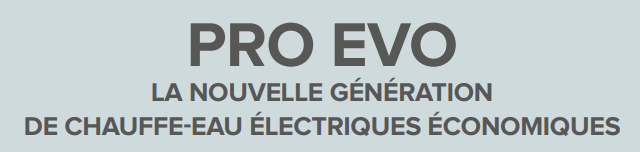 PRO EVO
LA NOUVELLE GÉNÉRATION
DE CHAUFFE-EAU ÉLECTRIQUES ÉCONOMIQUES